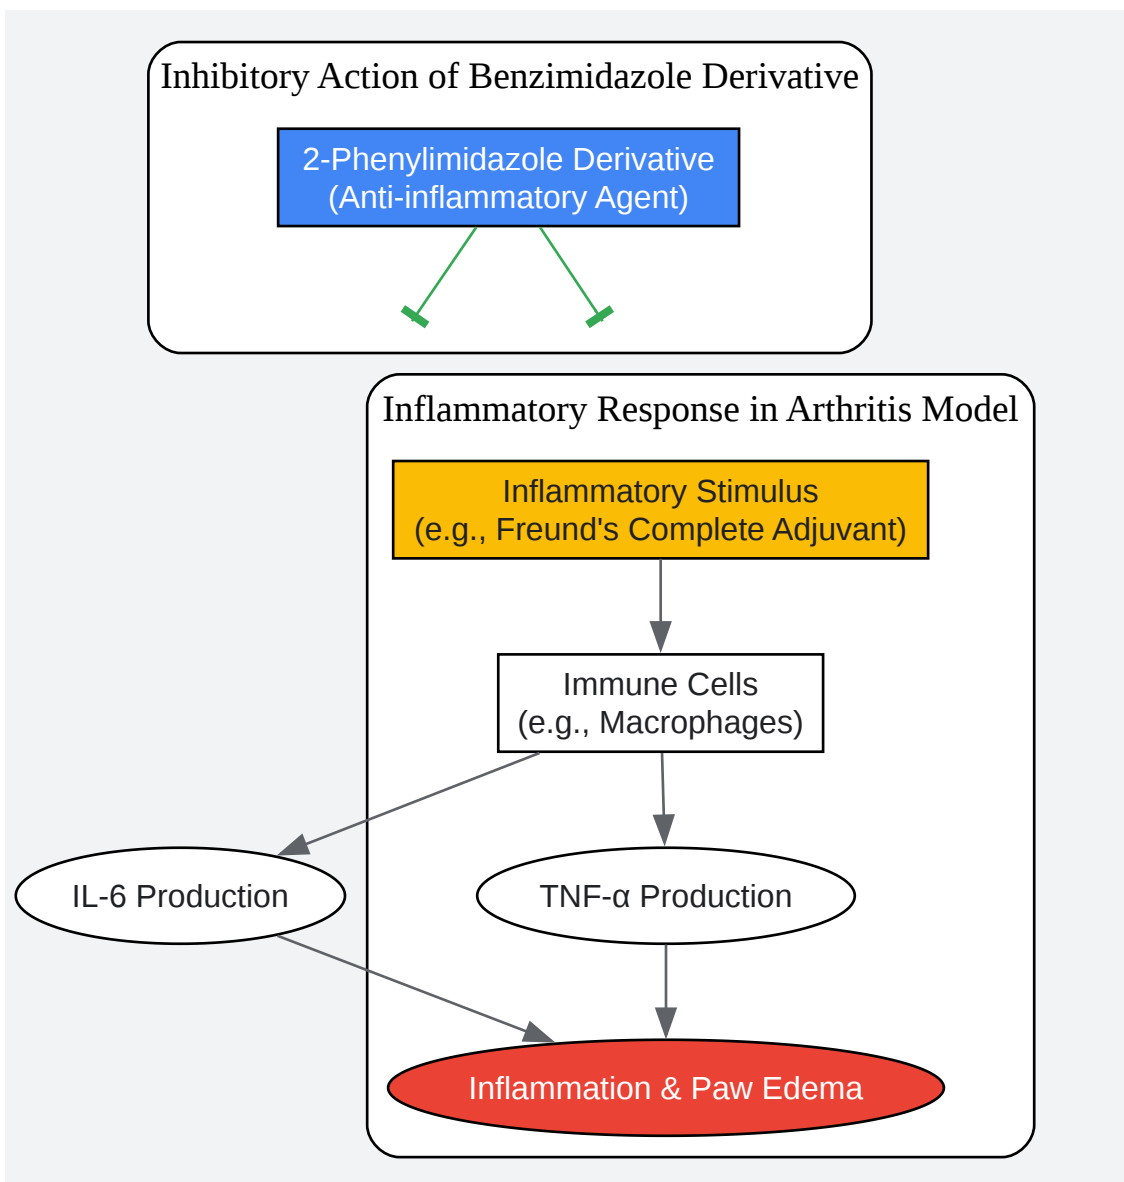 Inhibitory Action of Benzimidazole Derivative
2-Phenylimidazole Derivative
(Anti-inflammatory Agent)
Inflammatory Response in Arthritis Model
Inflammatory Stimulus
(e.g., Freund's Complete Adjuvant)
Immune Cells
(e.g., Macrophages)
IL-6 Production
TNF-α Production
Inflammation & Paw Edema